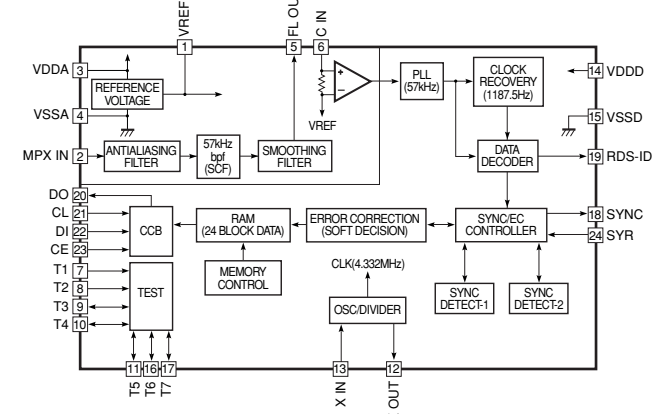 VREF
FL OU
C IN
1
5
6
VDDA 3
REFERENCE
VOLTAGE
VSSA 4
+
–
VREF
PLL
(57kHz)
CLOCK
RECOVERY
(1187.5Hz)
14 VDDD
15 VSSD
MPX IN 2
ANTIALIASING
FILTER
57kHz
bpf
(SCF)
SMOOTHING
FILTER
DATA
DECODER
19 RDS-ID
DO 20
CL 21
DI 22
CE 23
CCB
RAM
(24 BLOCK DATA)
ERROR CORRECTION
(SOFT DECISION)
SYNC/EC
CONTROLLER
18 SYNC
24 SYR
T1 7
T2 8
T3 9
T4 10
TEST
MEMORY
CONTROL
CLK(4.332MHz)
OSC/DIVIDER
SYNC
DETECT-1
SYNC
DETECT-2
11
16
17
13
12
T5
T6
T7
X IN
OUT